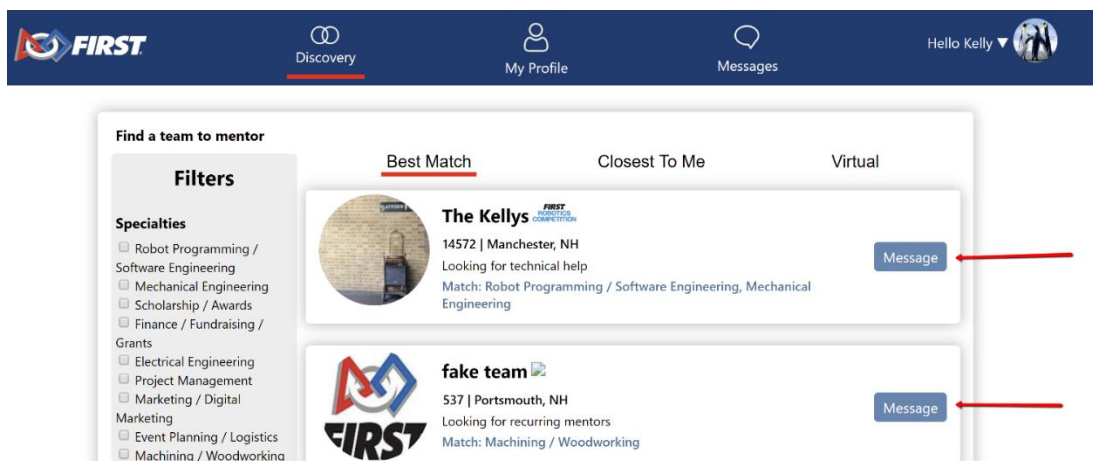 FIRST
Discovery
My Profile
Messages
Hello Kelly ▼
Find a team to mentor
Filters
Specialties
Robot Programming /
Software Engineering
Mechanical Engineering
Scholarship / Awards
Finance / Fundraising /
Grants
Electrical Engineering
Project Management
Marketing / Digital
Marketing
Event Planning / Logistics
Machining / Woodworking
Best Match
Closest To Me
Virtual
The Kellys FIRST ROBOTICS COMPETITION
14572 | Manchester, NH
Looking for technical help
Match: Robot Programming / Software Engineering, Mechanical
Engineering
Message
fake team
537 | Portsmouth, NH
Looking for recurring mentors
Match: Machining / Woodworking
Message
FIRST